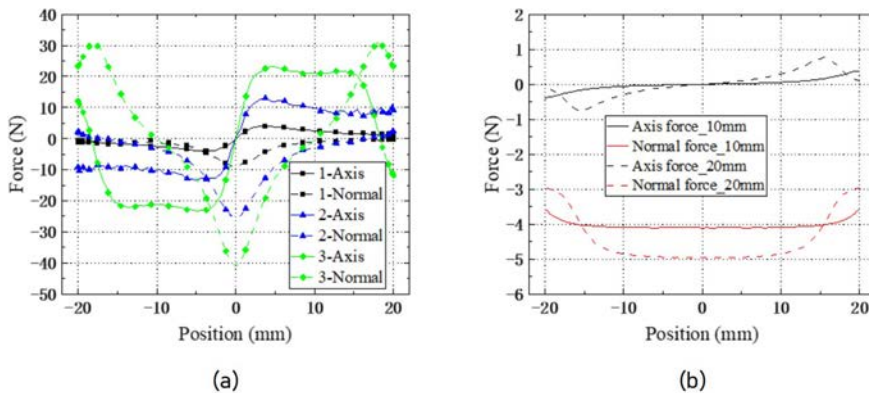 40
30
20
10
0
−10
−20
−30
−40
−50
Force (N)
1-Axis
1-Normal
2-Axis
2-Normal
3-Axis
3-Normal
−20 −10 0 10 20
Position (mm)
(a)
2
1
0
−1
−2
−3
−4
−5
−6
Force (N)
Axis force_10mm
Normal force_10mm
Axis force_20mm
Normal force_20mm
−20 −10 0 10 20
Position (mm)
(b)